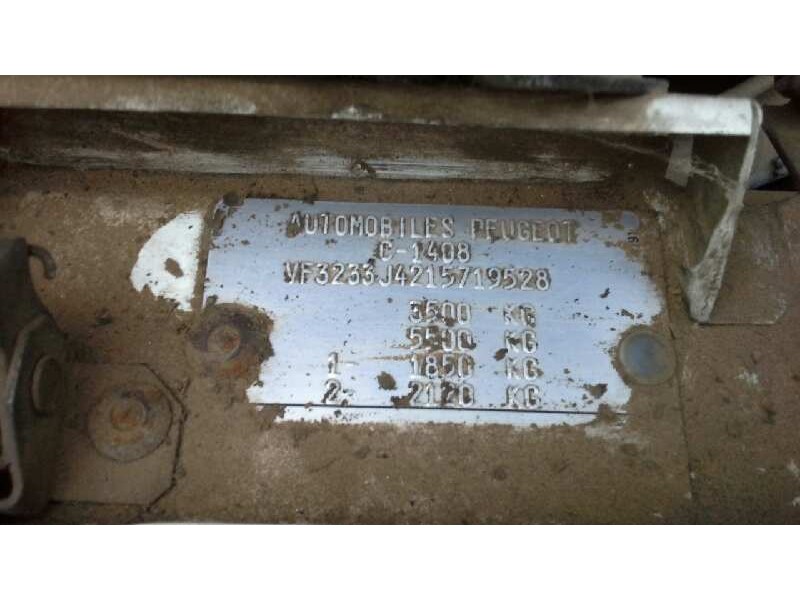 AUTOMOBILES PEUGEOT
C-1408
VF3233J4215719528
3500 KG
5500 KG
1- 1850 KG
2- 2120 KG